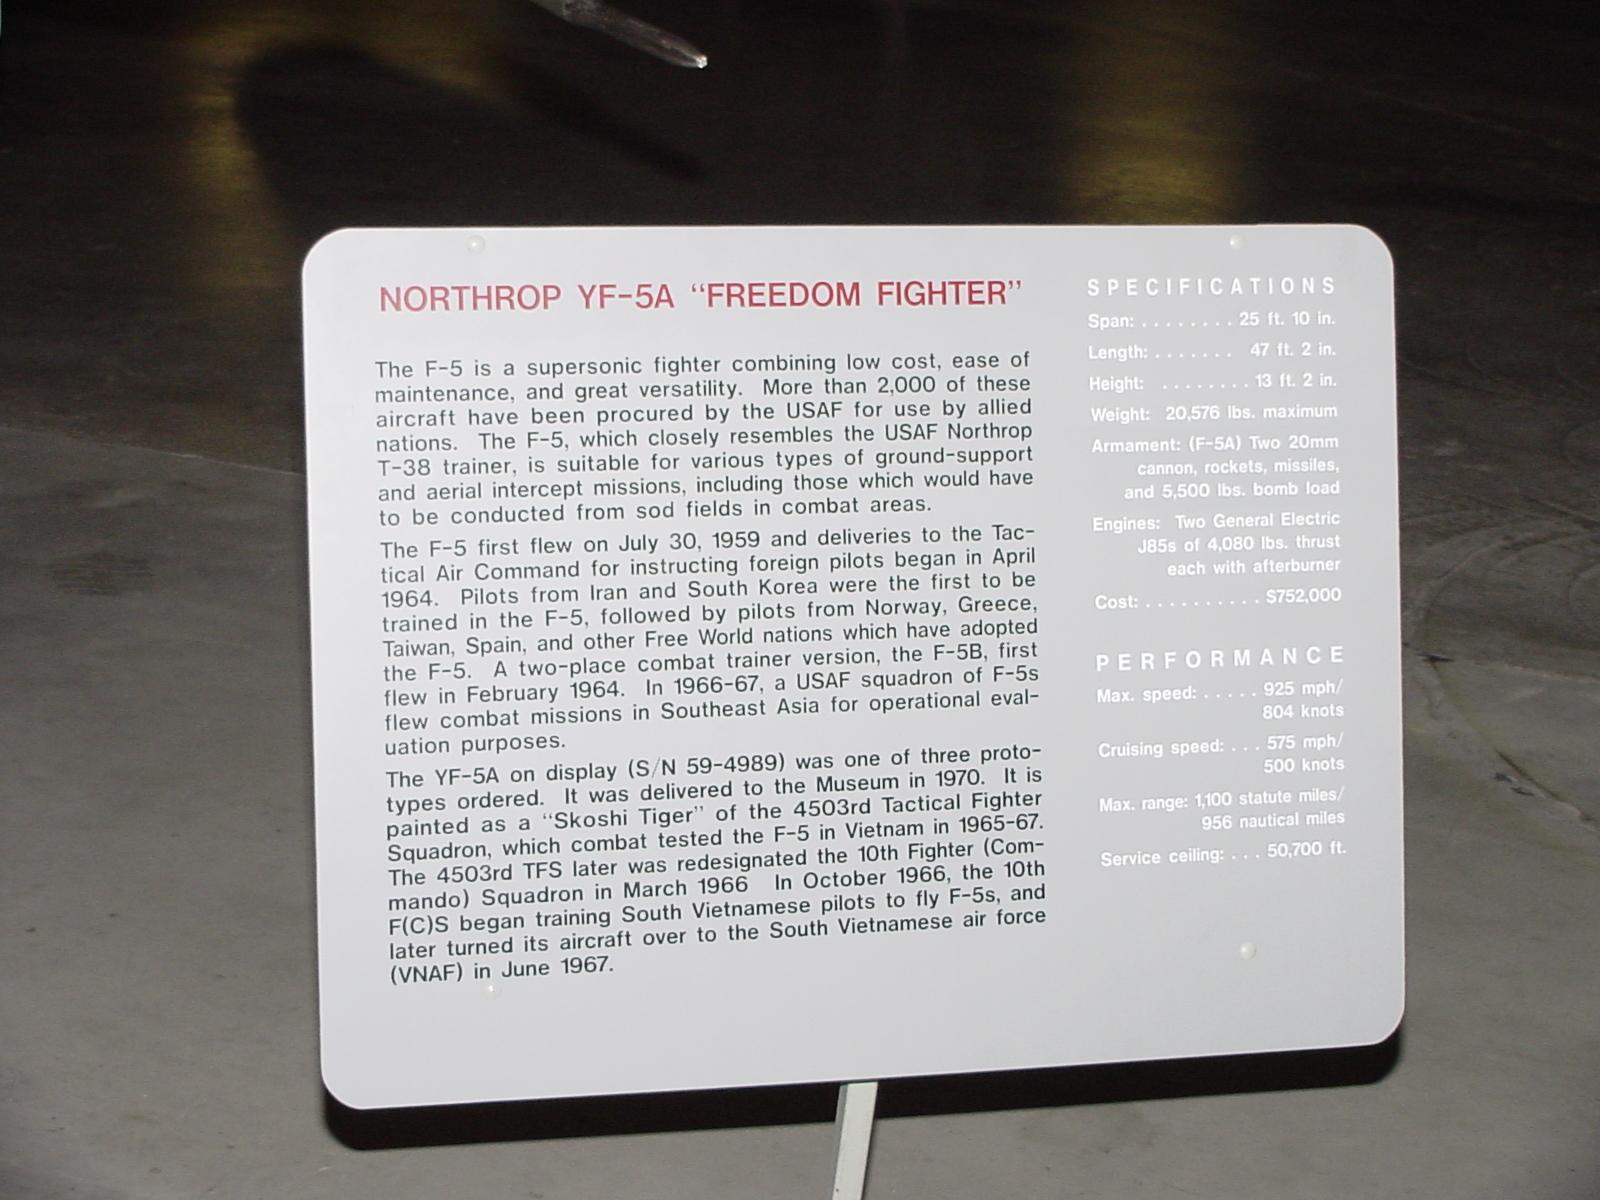 NORTHROP YF-5A “FREEDOM FIGHTER”
The F-5 is a supersonic fighter combining low cost, ease of
maintenance, and great versatility. More than 2,000 of these
aircraft have been procured by the USAF for use by allied
nations. The F-5, which closely resembles the USAF Northrop
T-38 trainer, is suitable for various types of ground-support
and aerial intercept missions, including those which would have
to be conducted from sod fields in combat areas.
The F-5 first flew on July 30, 1959 and deliveries to the Tac-
tical Air Command for instructing foreign pilots began in April
1964. Pilots from Iran and South Korea were the first to be
trained in the F-5, followed by pilots from Norway, Greece,
Taiwan, Spain, and other Free World nations which have adopted
the F-5. A two-place combat trainer version, the F-5B, first
flew in February 1964. In 1966-67, a USAF squadron of F-5s
flew combat missions in Southeast Asia for operational eval-
uation purposes.
The YF-5A on display (S/N 59-4989) was one of three proto-
types ordered. It was delivered to the Museum in 1970. It is
painted as a “Skoshi Tiger” of the 4503rd Tactical Fighter
Squadron, which combat tested the F-5 in Vietnam in 1965-67.
The 4503rd TFS later was redesignated the 10th Fighter (Com-
mando) Squadron in March 1966 In October 1966, the 10th
F(C)S began training South Vietnamese pilots to fly F-5s, and
later turned its aircraft over to the South Vietnamese air force
(VNAF) in June 1967.
SPECIFICATIONS
Span: . . . . . . . . 25 ft. 10 in.
Length: . . . . . . . 47 ft. 2 in.
Height: . . . . . . . . 13 ft. 2 in.
Weight: 20,576 lbs. maximum
Armament: (F-5A) Two 20mm
cannon, rockets, missiles,
and 5,500 lbs. bomb load
Engines: Two General Electric
J85s of 4,080 lbs. thrust
each with afterburner
Cost: . . . . . . . . . . $752,000
PERFORMANCE
Max. speed: . . . . . 925 mph/
804 knots
Cruising speed: . . . 575 mph/
500 knots
Max. range: 1,100 statute miles/
956 nautical miles
Service ceiling: . . . 50,700 ft.